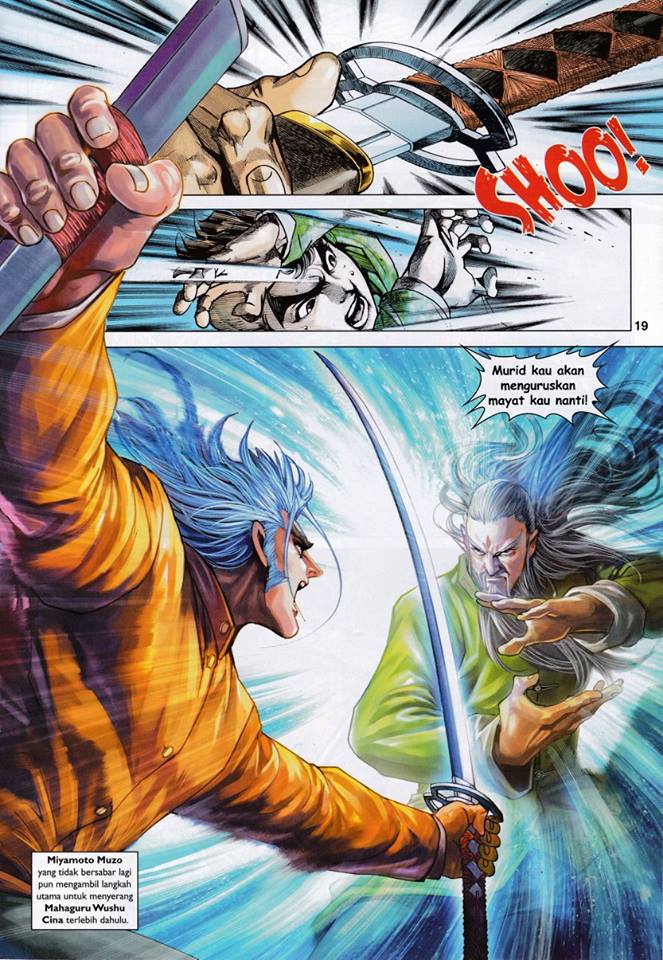 SHOO!
19
Murid kau akan
menguruskan
mayat kau nanti!
Miyamoto Muzo
yang tidak bersabar lagi
pun mengambil langkah
utama untuk menyerang
Mahaguru Wushu
Cina terlebih dahulu.